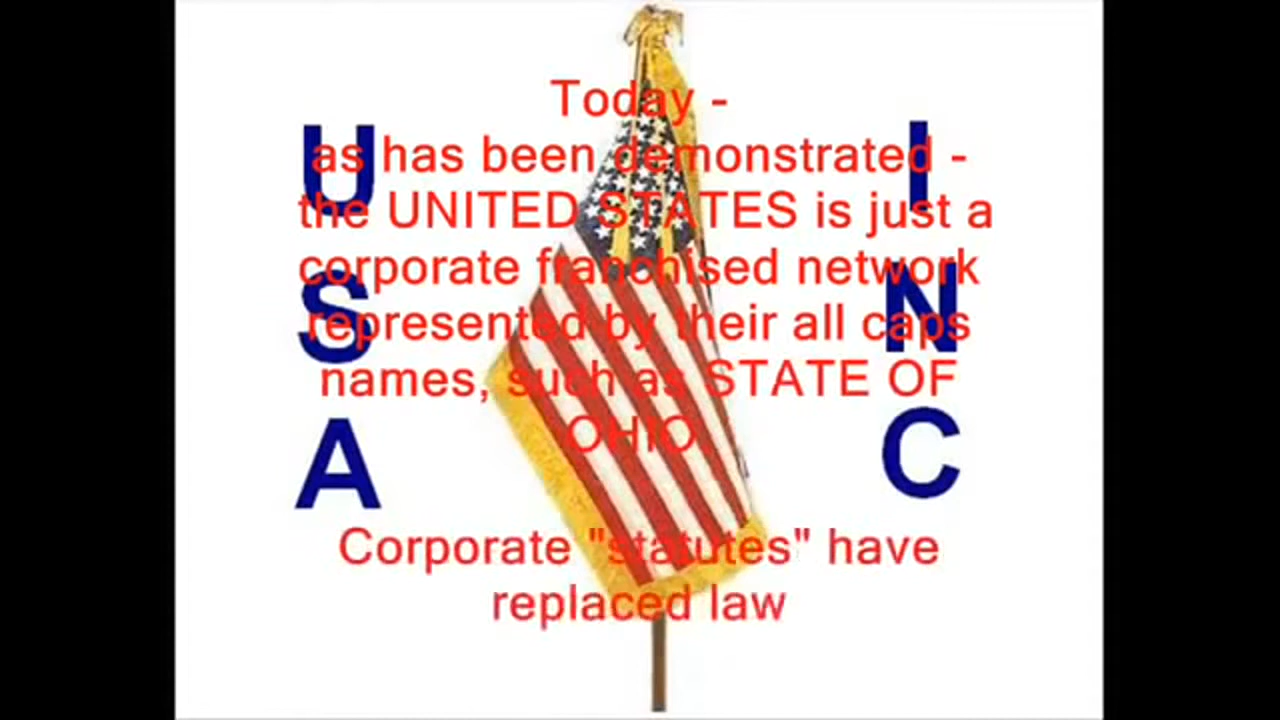 Today -
as has been demonstrated -
the UNITED STATES is just a
corporate franchised network
represented by their all caps
names, such as STATE OF
OHIO
Corporate "statutes" have
replaced law
U
S
A
I
N
C